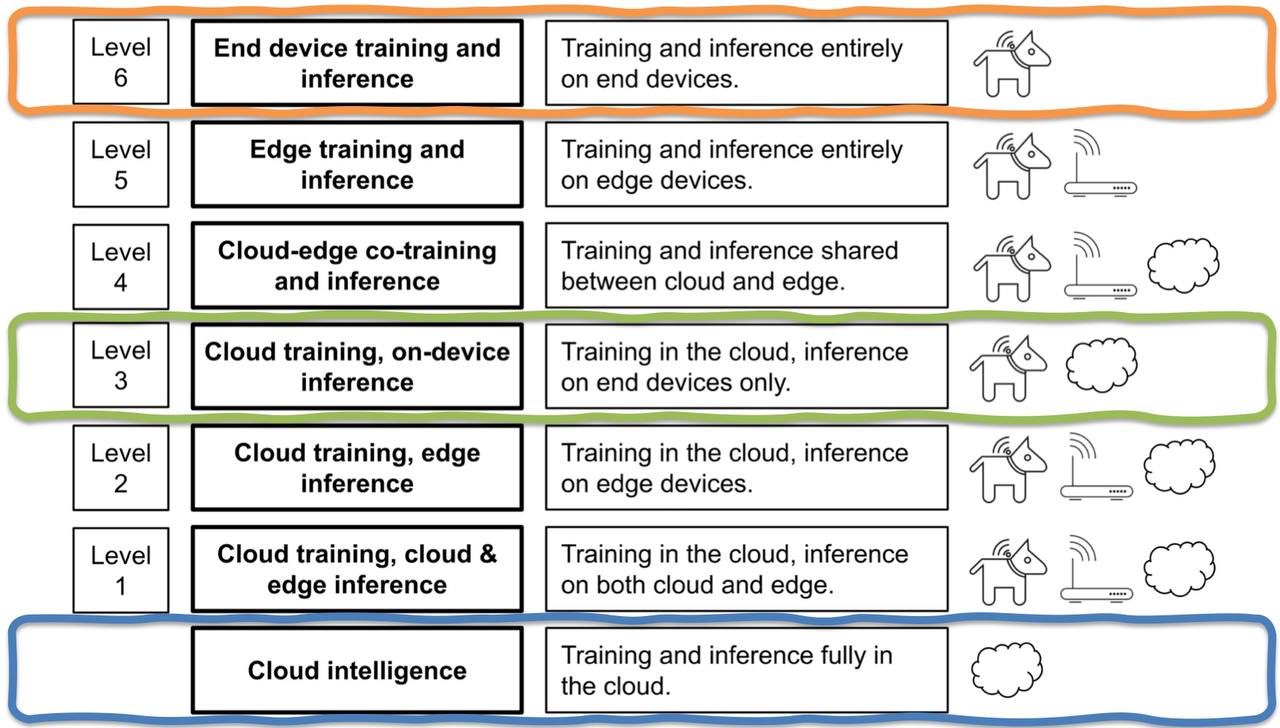 Level
6
End device training and
inference
Training and inference entirely
on end devices.
Level
5
Edge training and
inference
Training and inference entirely
on edge devices.
Level
4
Cloud-edge co-training
and inference
Training and inference shared
between cloud and edge.
Level
3
Cloud training, on-device
inference
Training in the cloud, inference
on end devices only.
Level
2
Cloud training, edge
inference
Training in the cloud, inference
on edge devices.
Level
1
Cloud training, cloud &
edge inference
Training in the cloud, inference
on both cloud and edge.
Cloud intelligence
Training and inference fully in
the cloud.